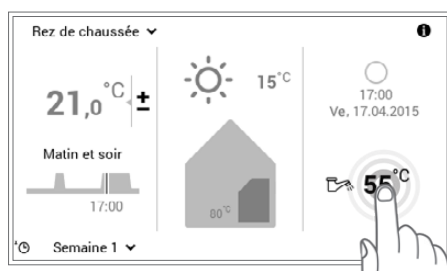 Rez de chaussée
21,0°C ±
Matin et soir
17:00
Semaine 1
15°C
80°C
17:00
Ve, 17.04.2015
55°C